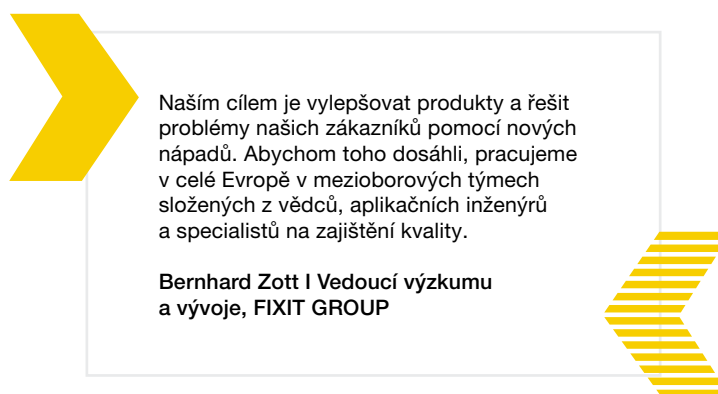 Naším cílem je vylepšovat produkty a řešit
problémy našich zákazníků pomocí nových
nápadů. Abychom toho dosáhli, pracujeme
v celé Evropě v mezioborových týmech
složených z vědců, aplikačních inženýrů
a specialistů na zajištění kvality.
Bernhard Zott I Vedoucí výzkumu
a vývoje, FIXIT GROUP